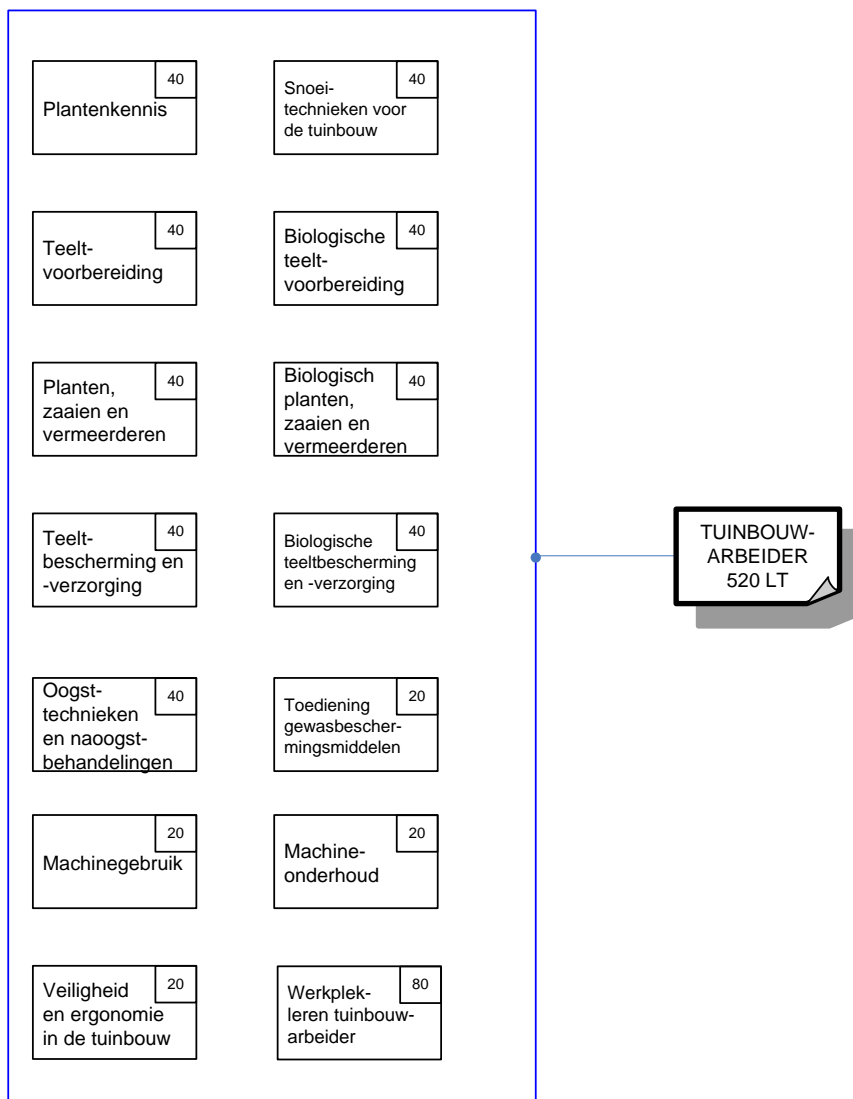 40
Plantenkennis
40
Snoei-
technieken voor
de tuinbouw
40
Teelt-
voorbereiding
40
Biologische
teelt-
voorbereiding
40
Planten,
zaaien en
vermeerderen
40
Biologisch
planten,
zaaien en
vermeerderen
40
Teelt-
bescherming en
-verzorging
40
Biologische
teeltbescherming
en -verzorging
TUINBOUW-
ARBEIDER
520 LT
40
Oogst-
technieken
en naoogst-
behandelingen
20
Toediening
gewasbescher-
mingsmiddelen
20
Machinegebruik
20
Machine-
onderhoud
20
Veiligheid
en ergonomie
in de tuinbouw
80
Werkplek-
leren tuinbouw-
arbeider